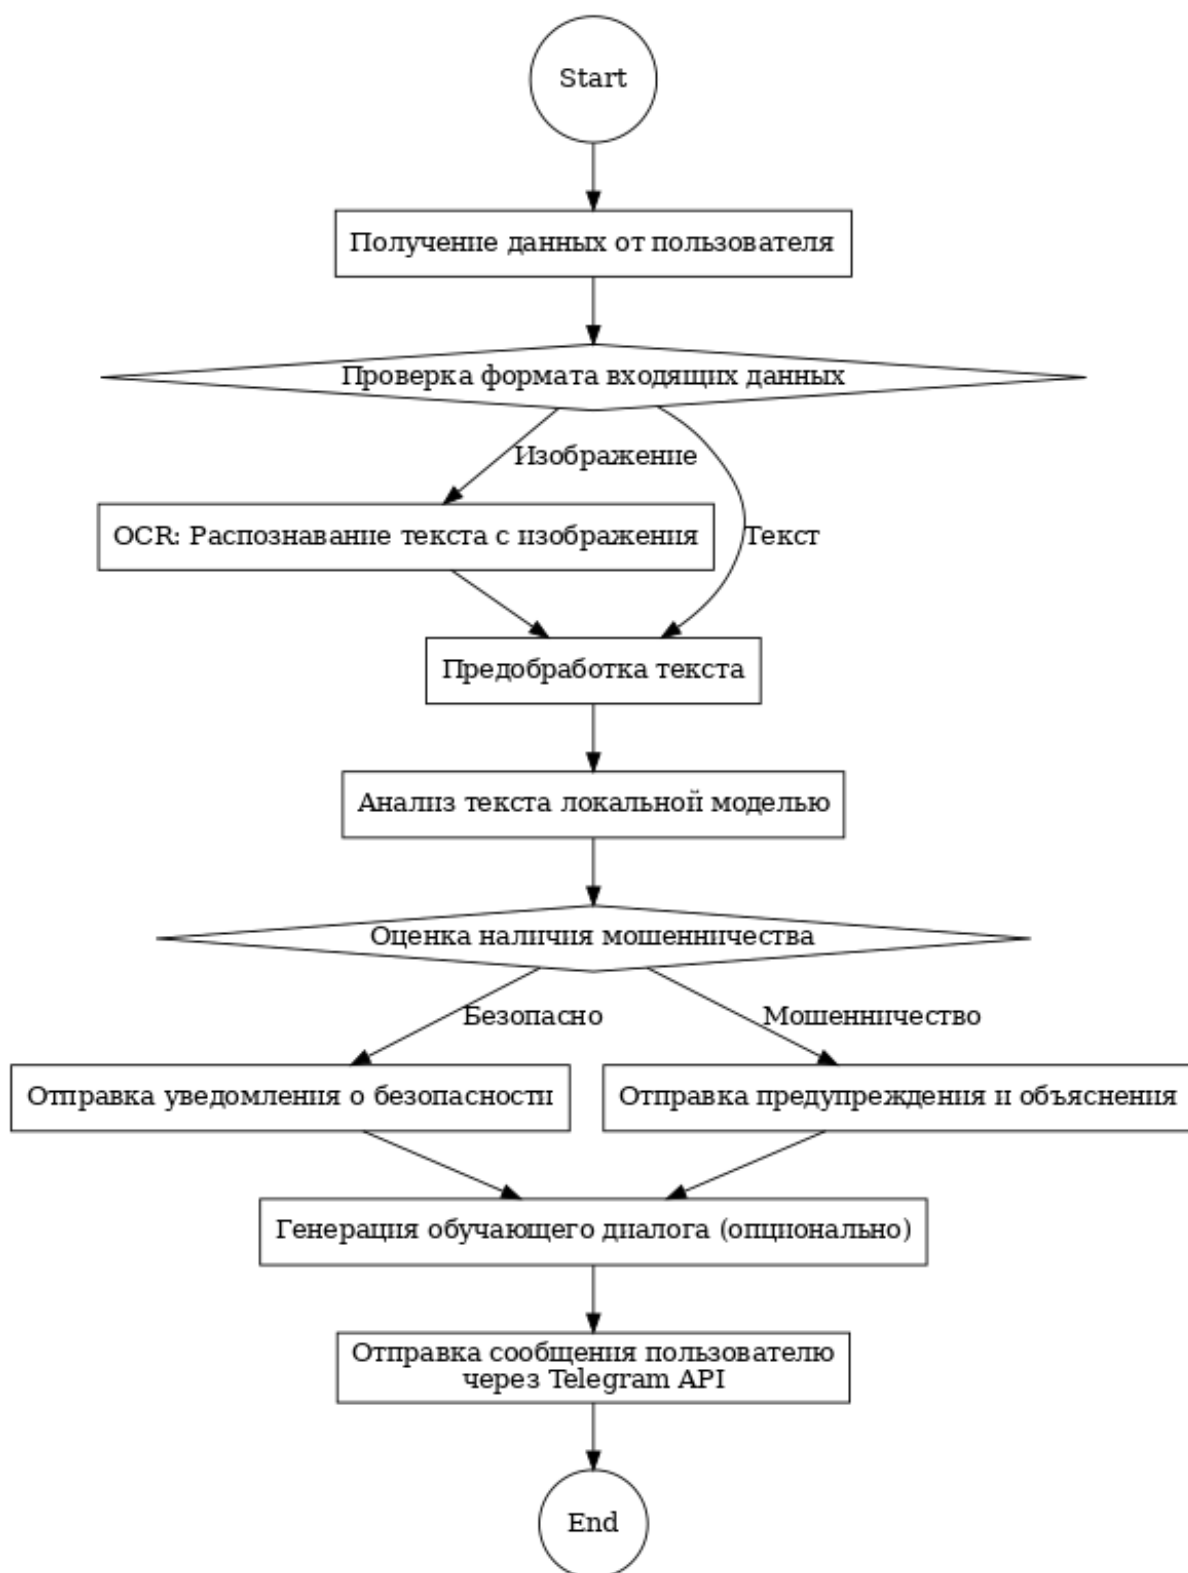 Start
Получение данных от пользователя
Проверка формата входящих данных
Изображение
OCR: Распознавание текста с изображения
Текст
Предобработка текста
Анализ текста локальной моделью
Оценка наличия мошенничества
Безопасно
Мошенничество
Отправка уведомления о безопасности
Отправка предупреждения и объяснения
Генерация обучающего диалога (опционально)
Отправка сообщения пользователю
через Telegram API
End